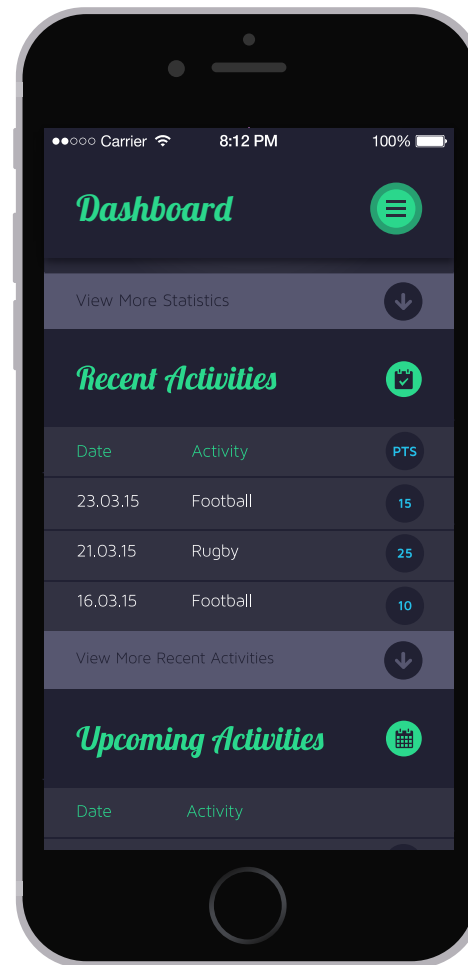 Carrier 8:12 PM 100%
Dashboard
View More Statistics
Recent Activities
Date Activity PTS
23.03.15 Football 15
21.03.15 Rugby 25
16.03.15 Football 10
View More Recent Activities
Upcoming Activities
Date Activity